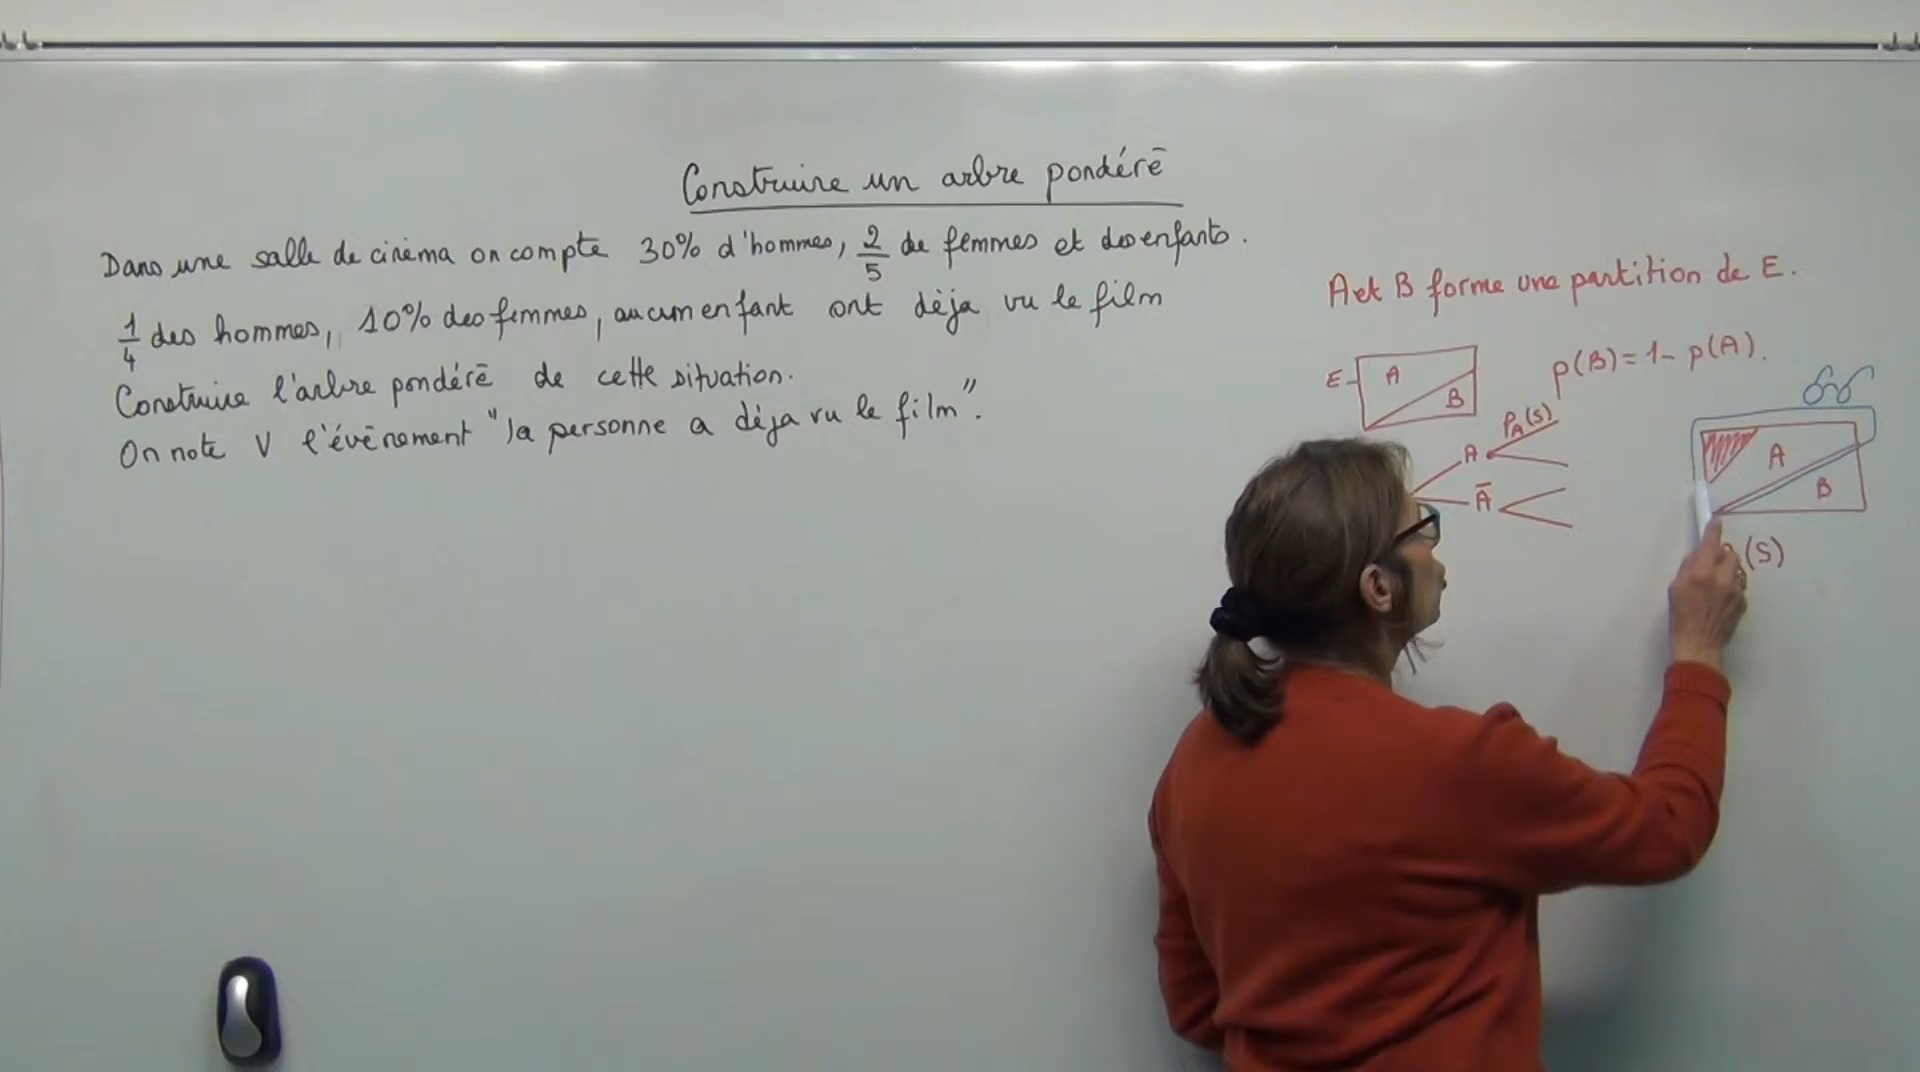 Construire un arbre pondéré
Dans une salle de cinéma on compte 30% d'hommes, 2/5 de femmes et des enfants.
1/4 des hommes, 10% des femmes, aucun enfant ont déjà vu le film
Construire l'arbre pondéré de cette situation.
On note V l'évènement "la personne a déja vu le film".
A et B forme une partition de E.
E
A
B
p(B) = 1 - p(A).
A
p_A(S)
Ā
A
B
(S)